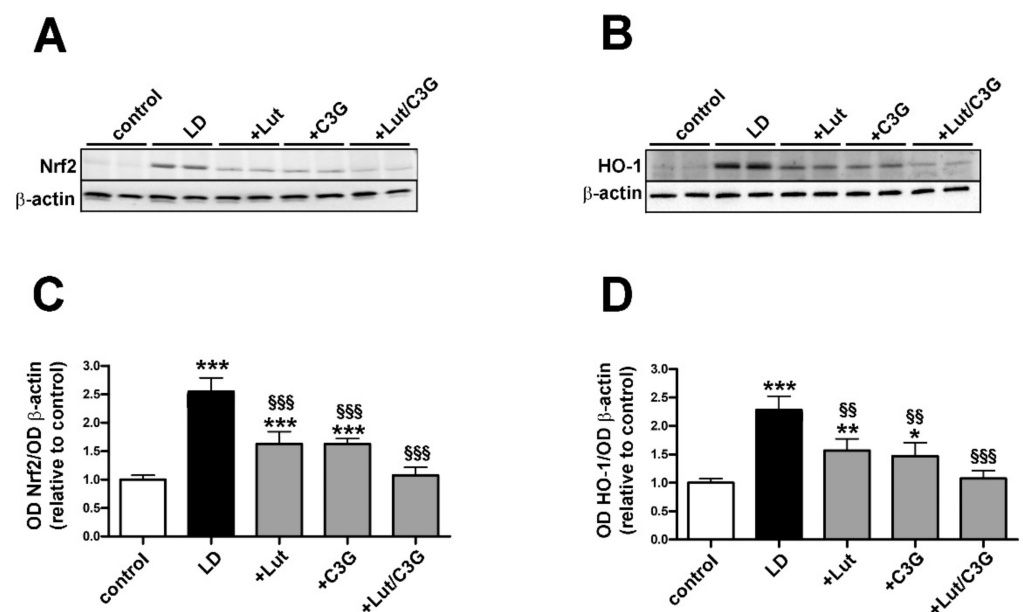 A
control
LD
+Lut
+C3G
+Lut/C3G
Nrf2
β-actin
B
control
LD
+Lut
+C3G
+Lut/C3G
HO-1
β-actin
C
OD Nrf2/OD β-actin
(relative to control)
3.0
2.5
2.0
1.5
1.0
0.5
0.0
***
§§§
***
§§§
***
§§§
control
LD
+Lut
+C3G
+Lut/C3G
D
OD HO-1/OD β-actin
(relative to control)
3.0
2.5
2.0
1.5
1.0
0.5
0.0
***
§§
**
§§
*
§§§
control
LD
+Lut
+C3G
+Lut/C3G